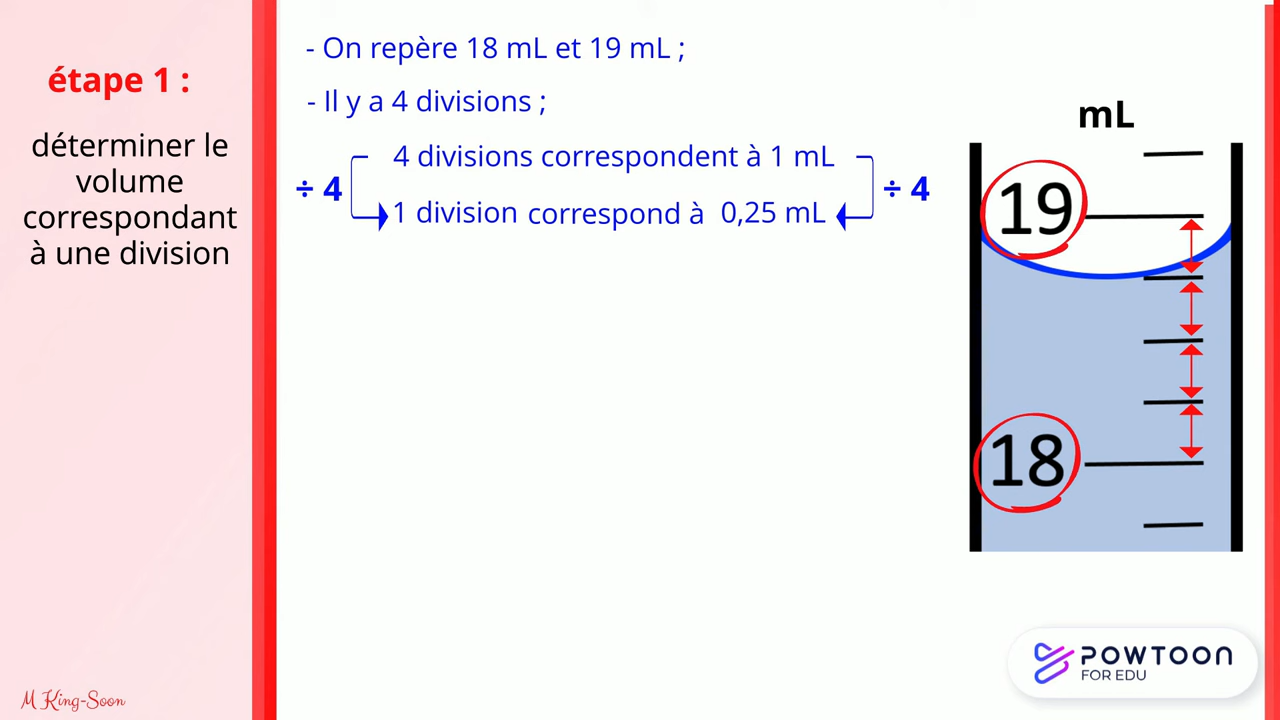 étape 1 :
déterminer le
volume
correspondant
à une division
- On repère 18 mL et 19 mL ;
- Il y a 4 divisions ;
÷ 4
4 divisions correspondent à 1 mL
1 division correspond à 0,25 mL
÷ 4
mL
19
18
POWTOON
FOR EDU
M King-Soon